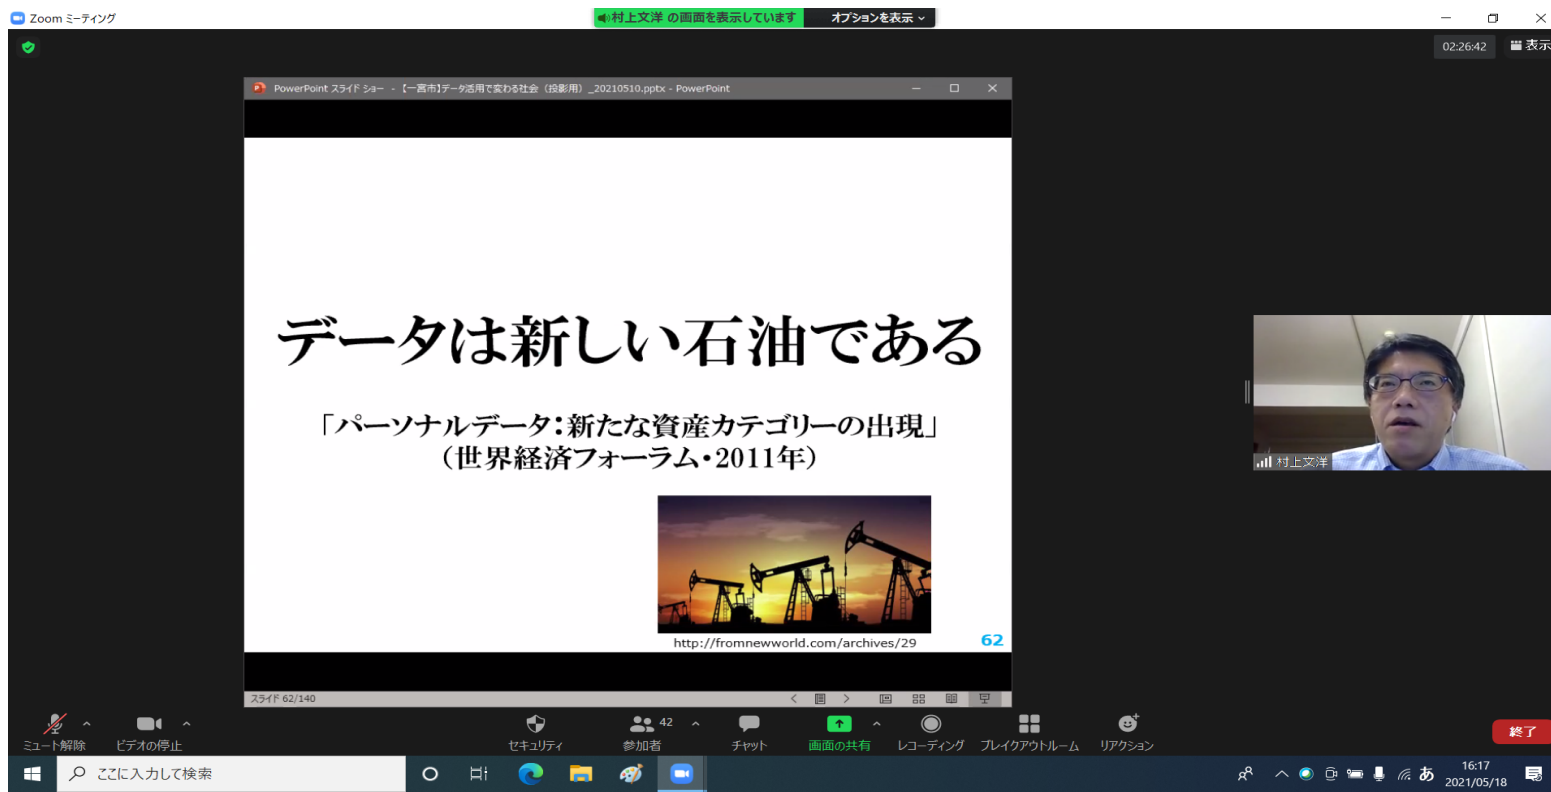 Zoom ミーティング
村上文洋 の画面を表示しています
オプションを表示
02:26:42
表示
PowerPoint スライド ショー - 【一宮市】データ活用で変わる社会（投影用）_20210510.pptx - PowerPoint
データは新しい石油である
「パーソナルデータ：新たな資産カテゴリーの出現」
（世界経済フォーラム・2011年）
http://fromnewworld.com/archives/29
62
村上文洋
スライド 62/140
ミュート解除
ビデオの停止
セキュリティ
42
参加者
チャット
画面の共有
レコーディング
ブレイクアウトルーム
リアクション
終了
ここに入力して検索
あ
16:17
2021/05/18